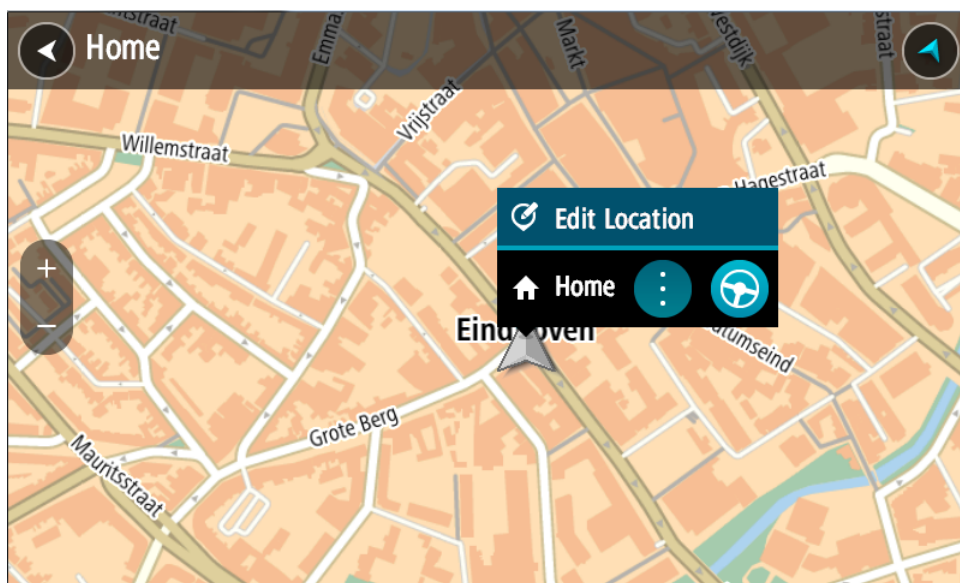 Home
Emma
Markt
Vrijstraat
Willemstraat
Hagestraat
Edit Location
Home
Grote Berg
Mauritsstraat
+
−